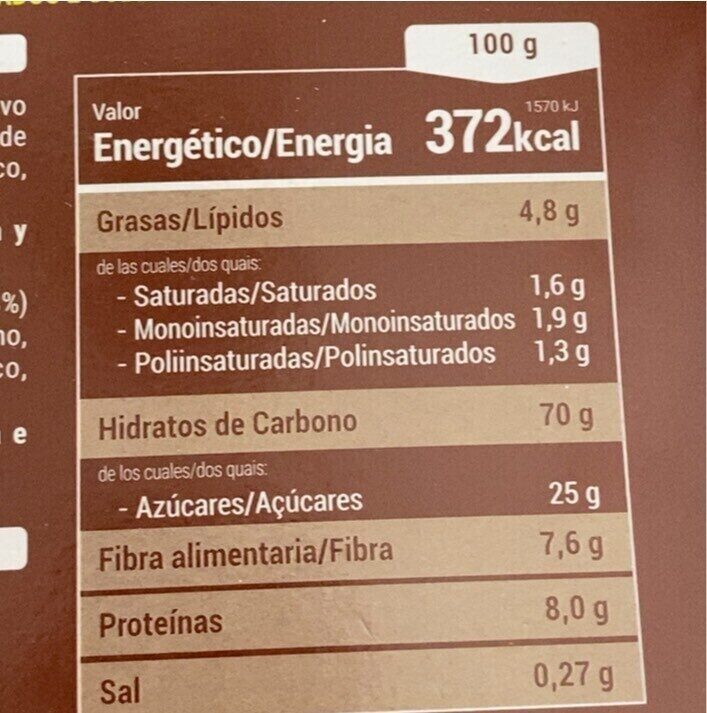 100 g
Valor
Energético/Energia 372kcal
1570 kJ
Grasas/Lípidos 4,8 g
de las cuales/dos quais:
- Saturadas/Saturados 1,6 g
- Monoinsaturadas/Monoinsaturados 1,9 g
- Poliinsaturadas/Polinsaturados 1,3 g
Hidratos de Carbono 70 g
de los cuales/dos quais:
- Azúcares/Açúcares 25 g
Fibra alimentaria/Fibra 7,6 g
Proteínas 8,0 g
Sal 0,27 g
de
y
%)
e